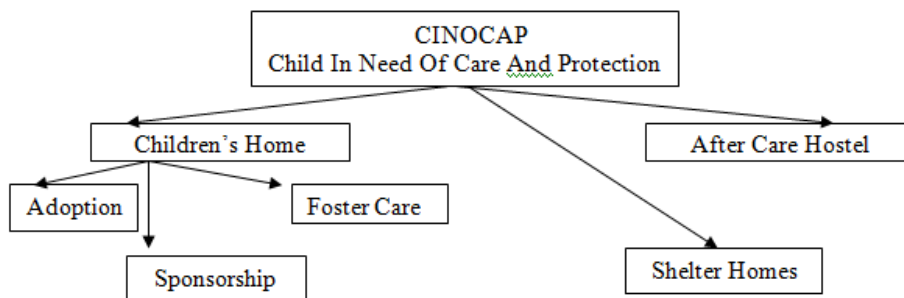 CINOCAP
Child In Need Of Care And Protection
Children's Home
After Care Hostel
Adoption
Foster Care
Sponsorship
Shelter Homes